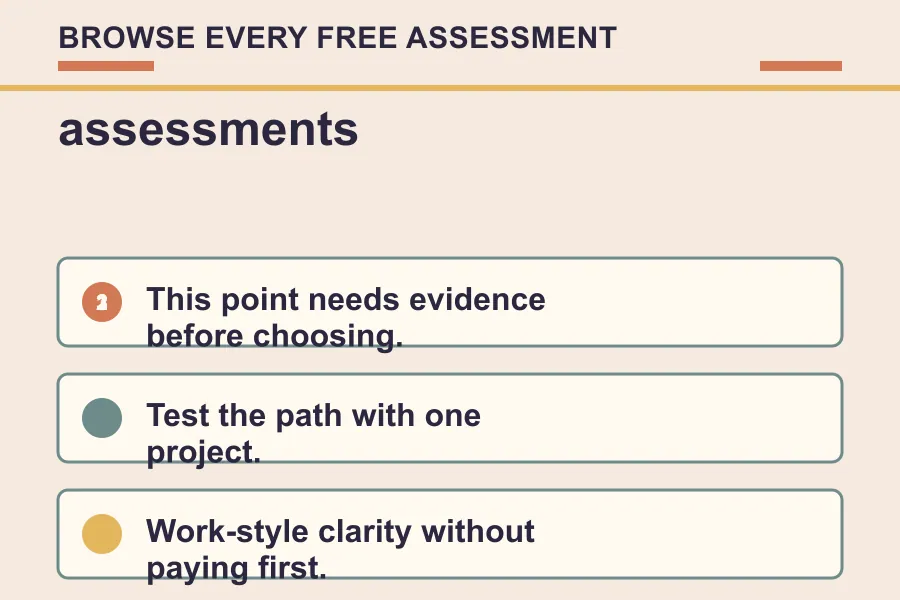 BROWSE EVERY FREE ASSESSMENT
assessments
This point needs evidence
before choosing.
Test the path with one
project.
Work-style clarity without
paying first.